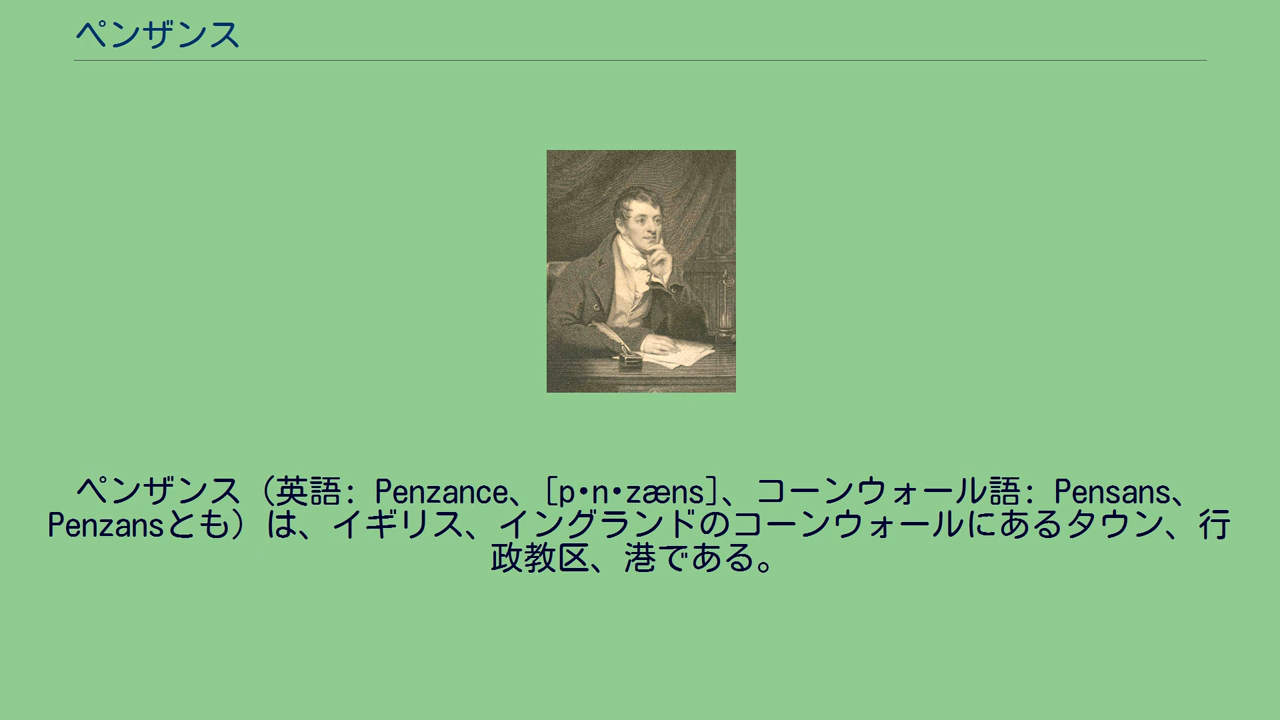 ペンザンス
ペンザンス（英語: Penzance、[p•n•zæns]、コーンウォール語: Pensans、
Penzansとも）は、イギリス、イングランドのコーンウォールにあるタウン、行
政教区、港である。